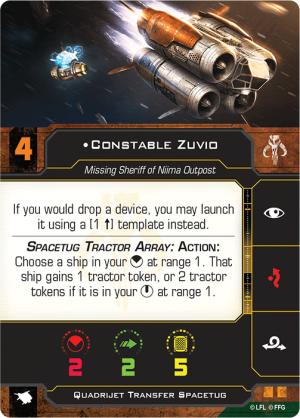 4
•Constable Zuvio
Missing Sheriff of Niima Outpost
If you would drop a device, you may launch
it using a [1 ⬆] template instead.
Spacetug Tractor Array: Action:
Choose a ship in your at range 1. That
ship gains 1 tractor token, or 2 tractor
tokens if it is in your at range 1.
2 2 5
Quadrijet Transfer Spacetug
©LFL ©FFG